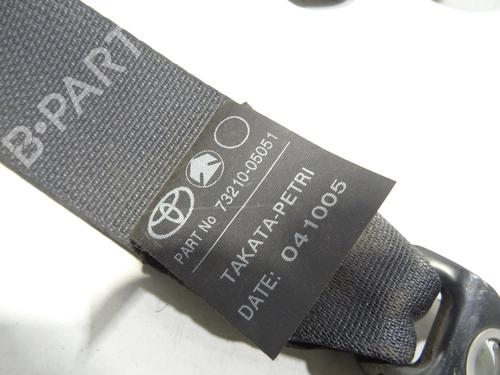 B-PART
PART No 73210-05051
TAKATA-PETRI
DATE: 041005